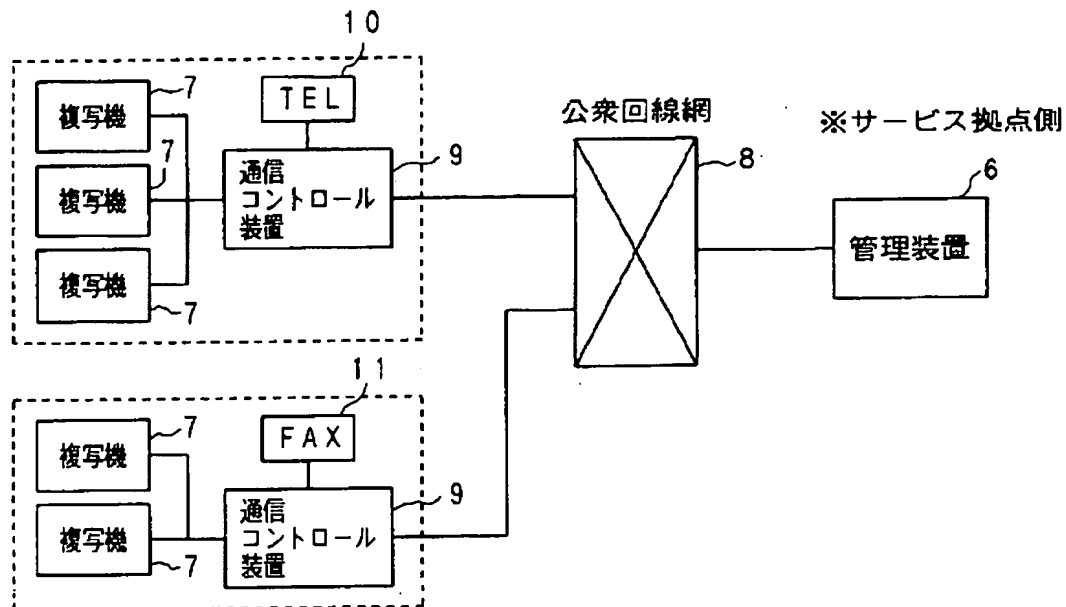 10
7
複写機
TEL
公衆回線網
※サービス拠点側
7
複写機
通信
コントロール
装置
9
8
6
管理装置
複写機
7
11
7
複写機
FAX
複写機
7
通信
コントロール
装置
9